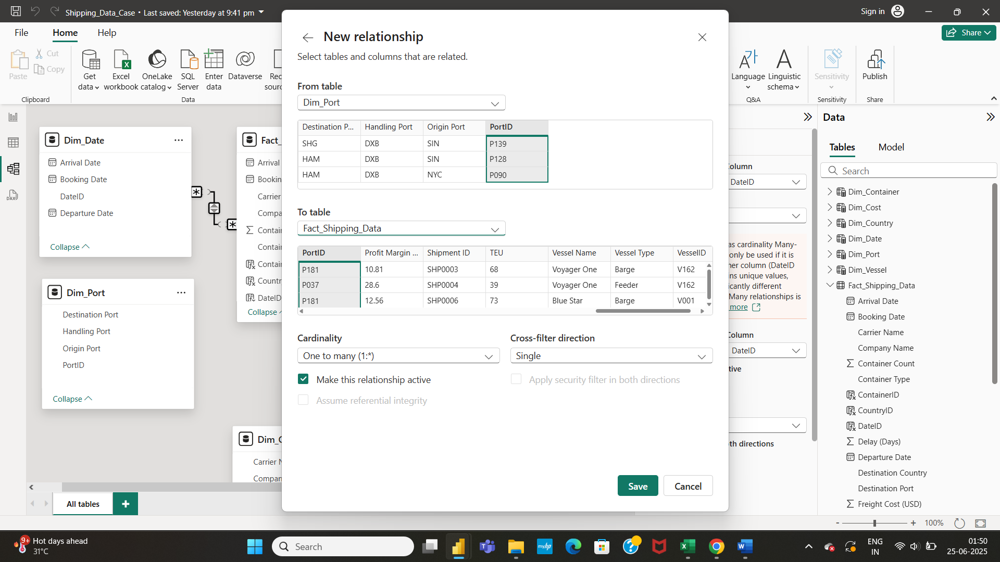 Shipping_Data_Case • Last saved: Yesterday at 9:41 pm
Sign in
File
Home
Help
Share
Paste
Cut
Copy
Clipboard
Get
data
Excel
workbook
OneLake
catalog
SQL
Server
Enter
data
Dataverse
Data
Language
Linguistic
schema
Q&A
Sensitivity
Sensitivity
Publish
Share
Dim_Date
Arrival Date
Booking Date
DateID
Departure Date
Collapse
Dim_Port
Destination Port
Handling Port
Origin Port
PortID
Collapse
Fact_
Arrival
Bookin
Carrier
Compa
Contai
Contai
Contai
Countr
DateID
Collapse
Dim_C
Carrier N
Compan
New relationship
Select tables and columns that are related.
From table
Dim_Port
Destination P... Handling Port Origin Port PortID
SHG DXB SIN P139
HAM DXB SIN P128
HAM DXB NYC P090
To table
Fact_Shipping_Data
PortID Profit Margin ... Shipment ID TEU Vessel Name Vessel Type VesselID
P181 10.81 SHP0003 68 Voyager One Barge V162
P037 28.6 SHP0004 39 Voyager One Feeder V162
P181 12.56 SHP0006 73 Blue Star Barge V001
Cardinality
One to many (1:*)
Cross-filter direction
Single
Make this relationship active
Apply security filter in both directions
Assume referential integrity
Save
Cancel
Column
DateID
as cardinality Many-
only be used if it is
her column (DateID
ins unique values,
ficantly different
Many relationships is
more
Column
DateID
tive
th directions
Data
Tables
Model
Search
Dim_Container
Dim_Cost
Dim_Country
Dim_Date
Dim_Port
Dim_Vessel
Fact_Shipping_Data
Arrival Date
Booking Date
Carrier Name
Company Name
Container Count
Container Type
ContainerID
CountryID
DateID
Delay (Days)
Departure Date
Destination Country
Destination Port
Freight Cost (USD)
All tables
+
- + 100%
9+
Hot days ahead
31°C
Search
myhp
ENG
IN
01:50
25-06-2025